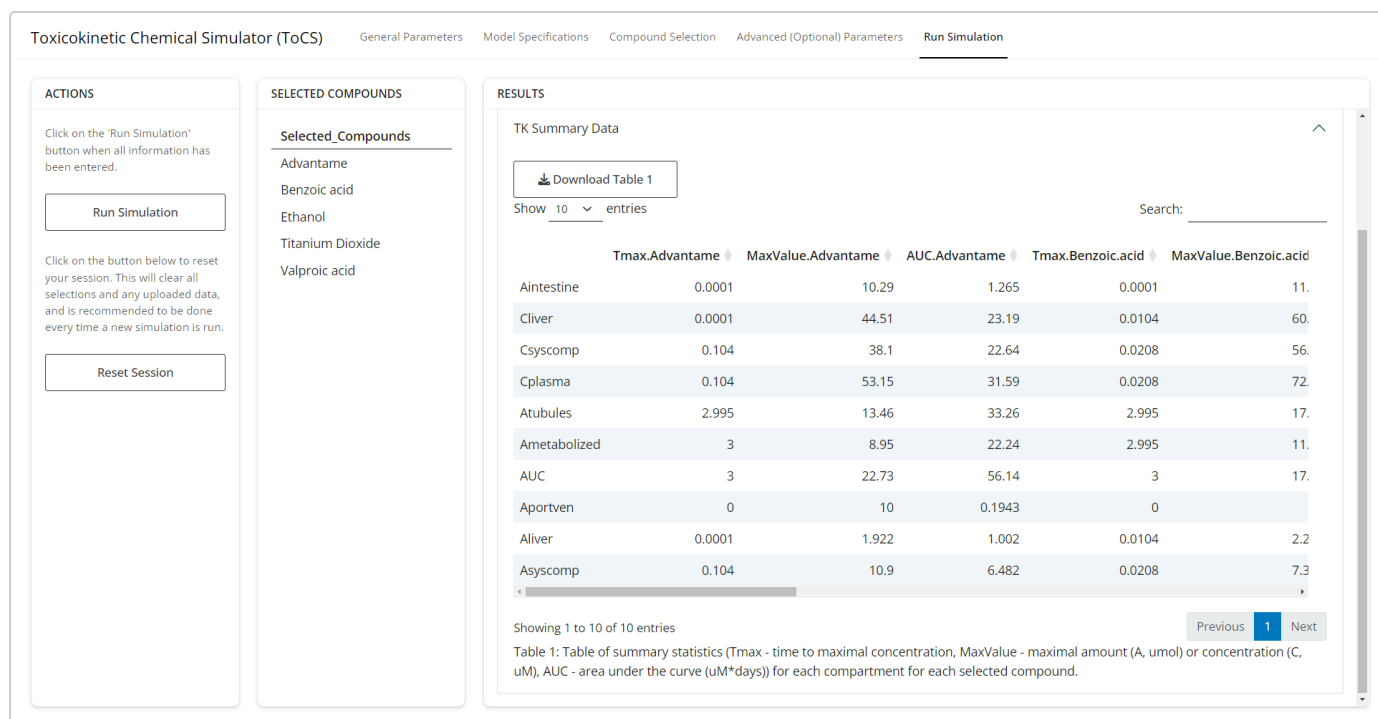 Toxicokinetic Chemical Simulator (ToCS) General Parameters Model Specifications Compound Selection Advanced (Optional) Parameters Run Simulation
ACTIONS
Click on the 'Run Simulation'
button when all information has
been entered.
Run Simulation
Click on the button below to reset
your session. This will clear all
selections and any uploaded data,
and is recommended to be done
every time a new simulation is run.
Reset Session
SELECTED COMPOUNDS
Selected_Compounds
Advantame
Benzoic acid
Ethanol
Titanium Dioxide
Valproic acid
RESULTS
TK Summary Data
Download Table 1
Show 10 entries Search:
Tmax.Advantame MaxValue.Advantame AUC.Advantame Tmax.Benzoic.acid MaxValue.Benzoic.acid
Aintestine 0.0001 10.29 1.265 0.0001 11.
Cliver 0.0001 44.51 23.19 0.0104 60.
Csyscomp 0.104 38.1 22.64 0.0208 56.
Cplasma 0.104 53.15 31.59 0.0208 72.
Atubules 2.995 13.46 33.26 2.995 17.
Ametabolized 3 8.95 22.24 2.995 11.
AUC 3 22.73 56.14 3 17.
Aportven 0 10 0.1943 0
Aliver 0.0001 1.922 1.002 0.0104 2.2
Asyscomp 0.104 10.9 6.482 0.0208 7.3
Showing 1 to 10 of 10 entries Previous 1 Next
Table 1: Table of summary statistics (Tmax - time to maximal concentration, MaxValue - maximal amount (A, umol) or concentration (C,
uM), AUC - area under the curve (uM*days)) for each compartment for each selected compound.